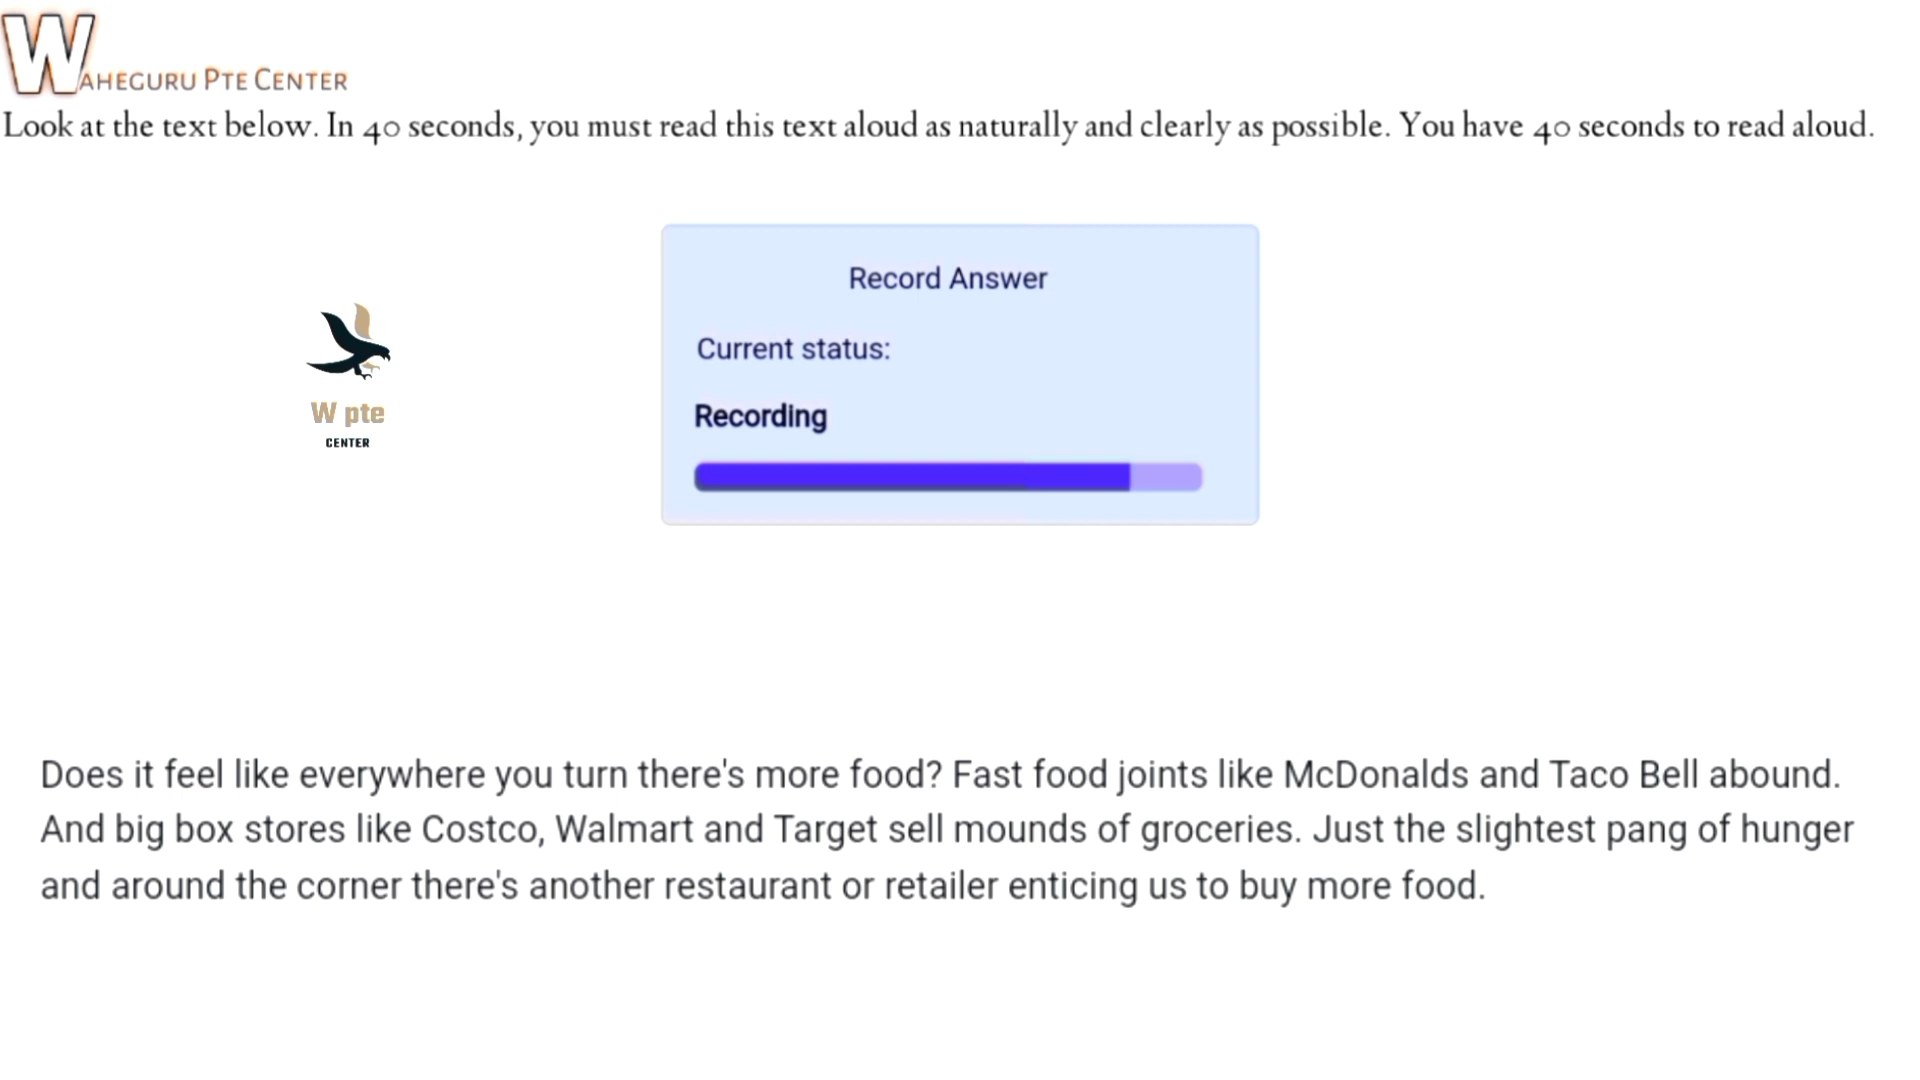 WAHEGURU PTE CENTER
Look at the text below. In 40 seconds, you must read this text aloud as naturally and clearly as possible. You have 40 seconds to read aloud.
Record Answer
Current status:
Recording
W pte
CENTER
Does it feel like everywhere you turn there's more food? Fast food joints like McDonalds and Taco Bell abound.
And big box stores like Costco, Walmart and Target sell mounds of groceries. Just the slightest pang of hunger
and around the corner there's another restaurant or retailer enticing us to buy more food.